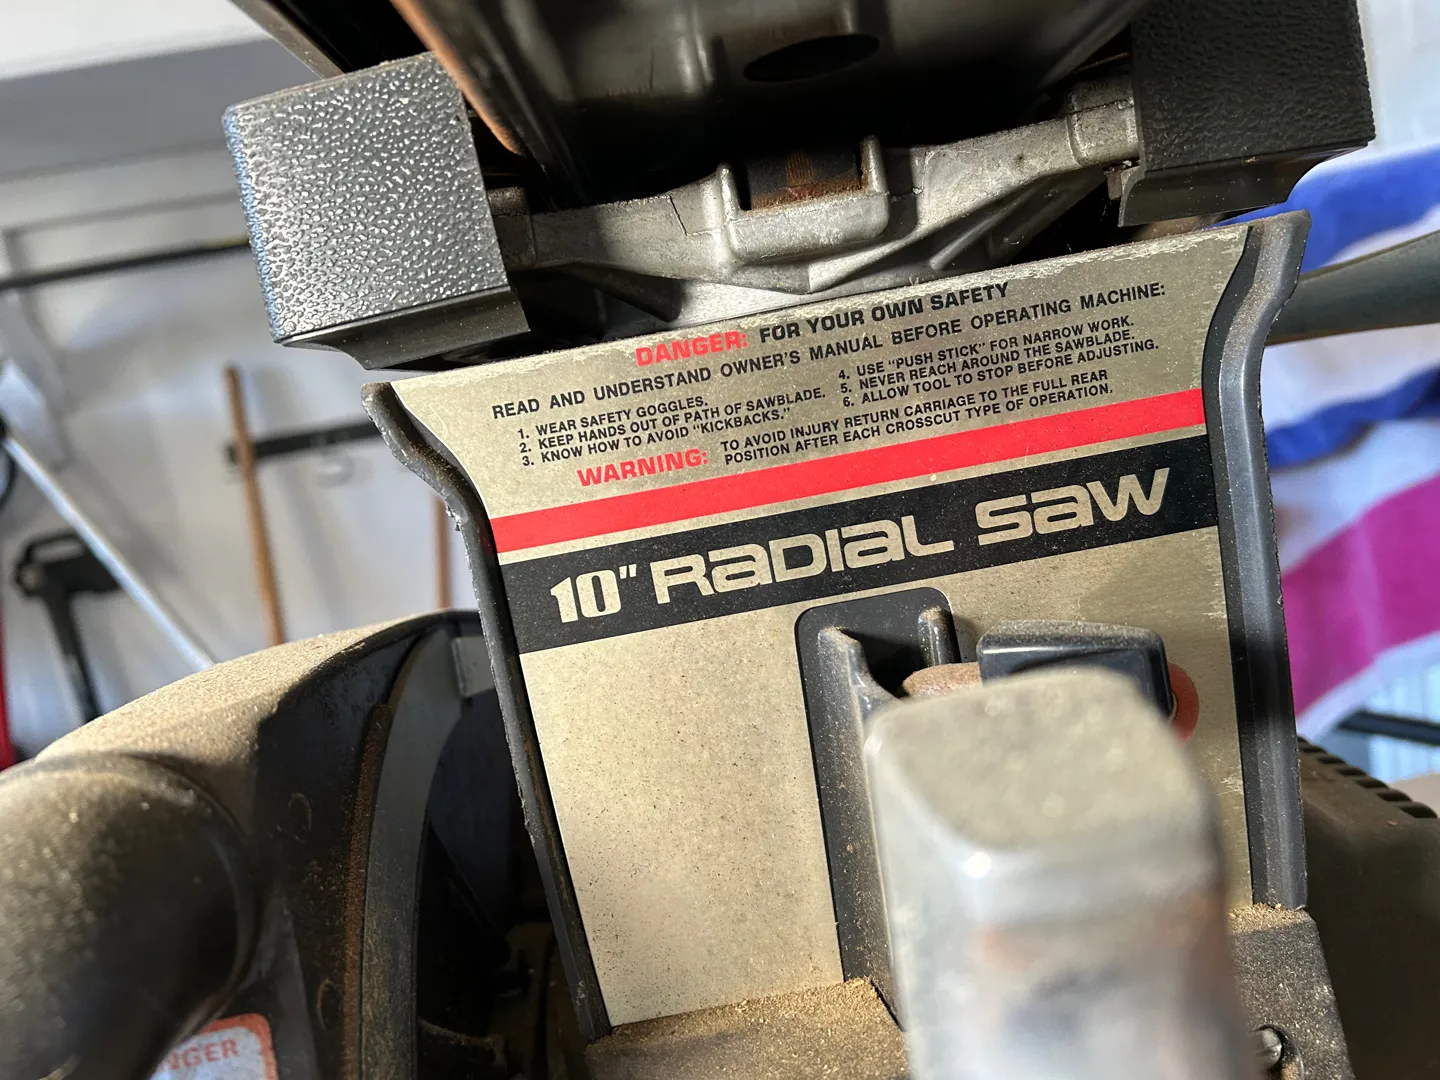 DANGER: FOR YOUR OWN SAFETY
READ AND UNDERSTAND OWNER'S MANUAL BEFORE OPERATING MACHINE:
1. WEAR SAFETY GOGGLES.
2. KEEP HANDS OUT OF PATH OF SAWBLADE.
3. KNOW HOW TO AVOID "KICKBACKS."
4. USE "PUSH STICK" FOR NARROW WORK.
5. NEVER REACH AROUND THE SAWBLADE.
6. ALLOW TOOL TO STOP BEFORE ADJUSTING.
WARNING: TO AVOID INJURY RETURN CARRIAGE TO THE FULL REAR
POSITION AFTER EACH CROSSCUT TYPE OF OPERATION.
10" RADIAL SAW
NGER